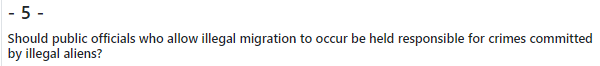 - 5 -
Should public officials who allow illegal migration to occur be held responsible for crimes committed
by illegal aliens?